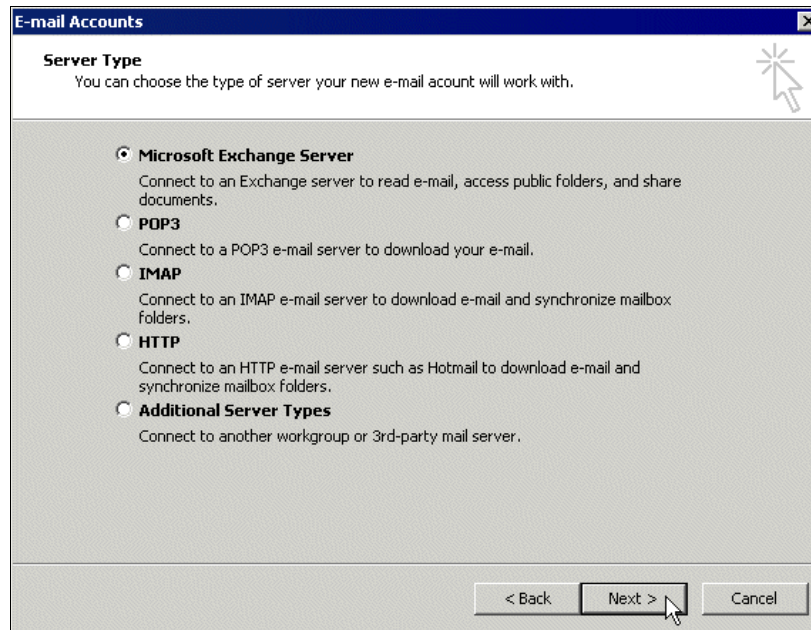 E-mail Accounts
Server Type
You can choose the type of server your new e-mail acount will work with.
Microsoft Exchange Server
Connect to an Exchange server to read e-mail, access public folders, and share
documents.
POP3
Connect to a POP3 e-mail server to download your e-mail.
IMAP
Connect to an IMAP e-mail server to download e-mail and synchronize mailbox
folders.
HTTP
Connect to an HTTP e-mail server such as Hotmail to download e-mail and
synchronize mailbox folders.
Additional Server Types
Connect to another workgroup or 3rd-party mail server.
< Back Next > Cancel